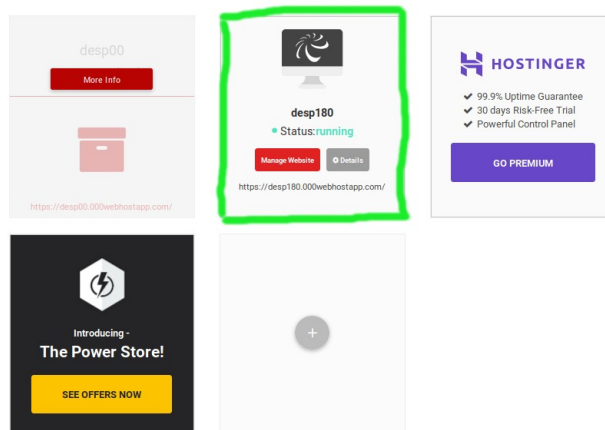 desp00
More Info
https://desp00.000webhostapp.com/
desp180
Status:running
Manage Website
Details
https://desp180.000webhostapp.com/
HOSTINGER
99.9% Uptime Guarantee
30 days Risk-Free Trial
Powerful Control Panel
GO PREMIUM
Introducing -
The Power Store!
SEE OFFERS NOW
+